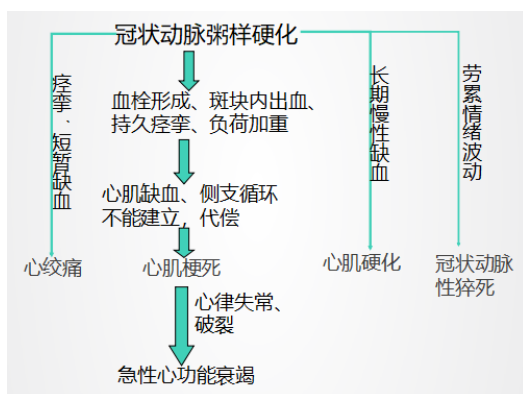 冠状动脉粥样硬化
痉挛、短暂缺血
血栓形成、斑块内出血、
持久痉挛、负荷加重
长期慢性缺血
劳累情绪波动
心肌缺血、侧支循环
不能建立，代偿
心绞痛
心肌梗死
心肌硬化
冠状动脉
性猝死
心律失常、
破裂
急性心功能衰竭